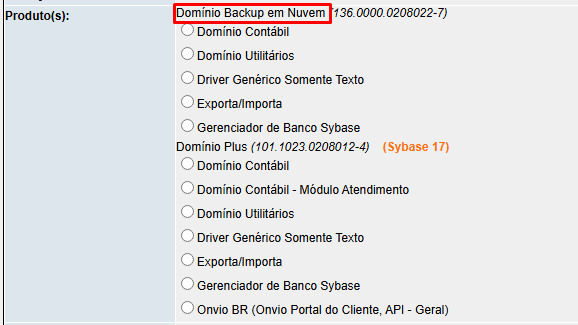 Produto(s):
Domínio Backup em Nuvem (136.0000.0208022-7)
Domínio Contábil
Domínio Utilitários
Driver Genérico Somente Texto
Exporta/Importa
Gerenciador de Banco Sybase
Domínio Plus (101.1023.0208012-4) (Sybase 17)
Domínio Contábil
Domínio Contábil - Módulo Atendimento
Domínio Utilitários
Driver Genérico Somente Texto
Exporta/Importa
Gerenciador de Banco Sybase
Onvio BR (Onvio Portal do Cliente, API - Geral)